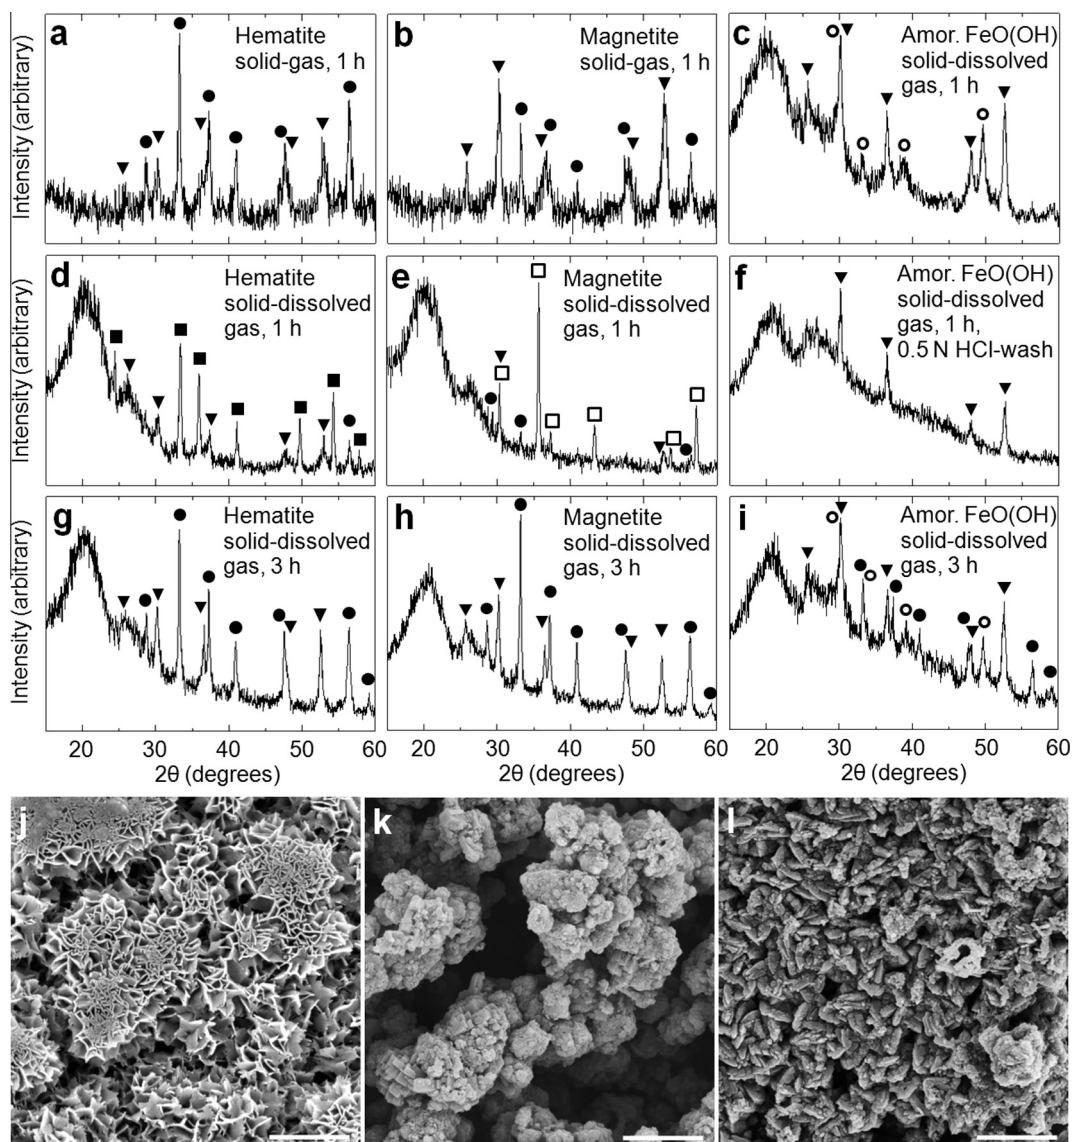 a
Hematite
solid-gas, 1 h
b
Magnetite
solid-gas, 1 h
c
Amor. FeO(OH)
solid-dissolved
gas, 1 h
Intensity (arbitrary)
d
Hematite
solid-dissolved
gas, 1 h
e
Magnetite
solid-dissolved
gas, 1 h
f
Amor. FeO(OH)
solid-dissolved
gas, 1 h,
0.5 N HCl-wash
Intensity (arbitrary)
g
Hematite
solid-dissolved
gas, 3 h
h
Magnetite
solid-dissolved
gas, 3 h
i
Amor. FeO(OH)
solid-dissolved
gas, 3 h
Intensity (arbitrary)
20 30 40 50 60
20 30 40 50 60
20 30 40 50 60
2θ (degrees)
2θ (degrees)
2θ (degrees)
j
k
l